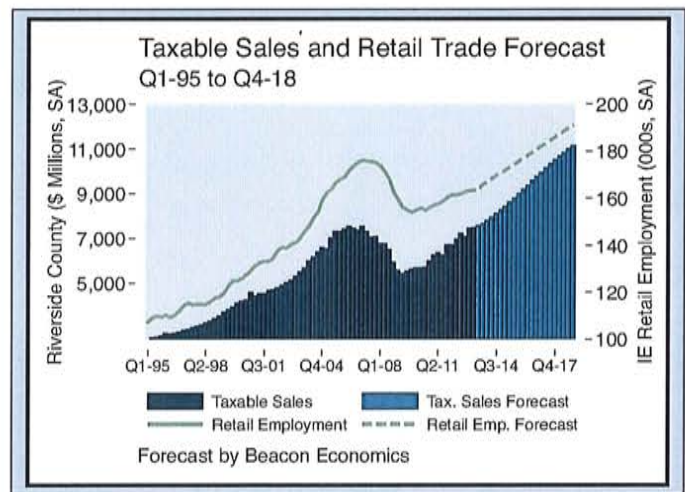 Taxable Sales and Retail Trade Forecast
Q1-95 to Q4-18
Riverside County ($ Millions, SA)
13,000
11,000
9,000
7,000
5,000
200
180
160
140
120
100
IE Retail Employment (000s, SA)
Q1-95 Q2-98 Q3-01 Q4-04 Q1-08 Q2-11 Q3-14 Q4-17
Taxable Sales Tax. Sales Forecast
Retail Employment Retail Emp. Forecast
Forecast by Beacon Economics